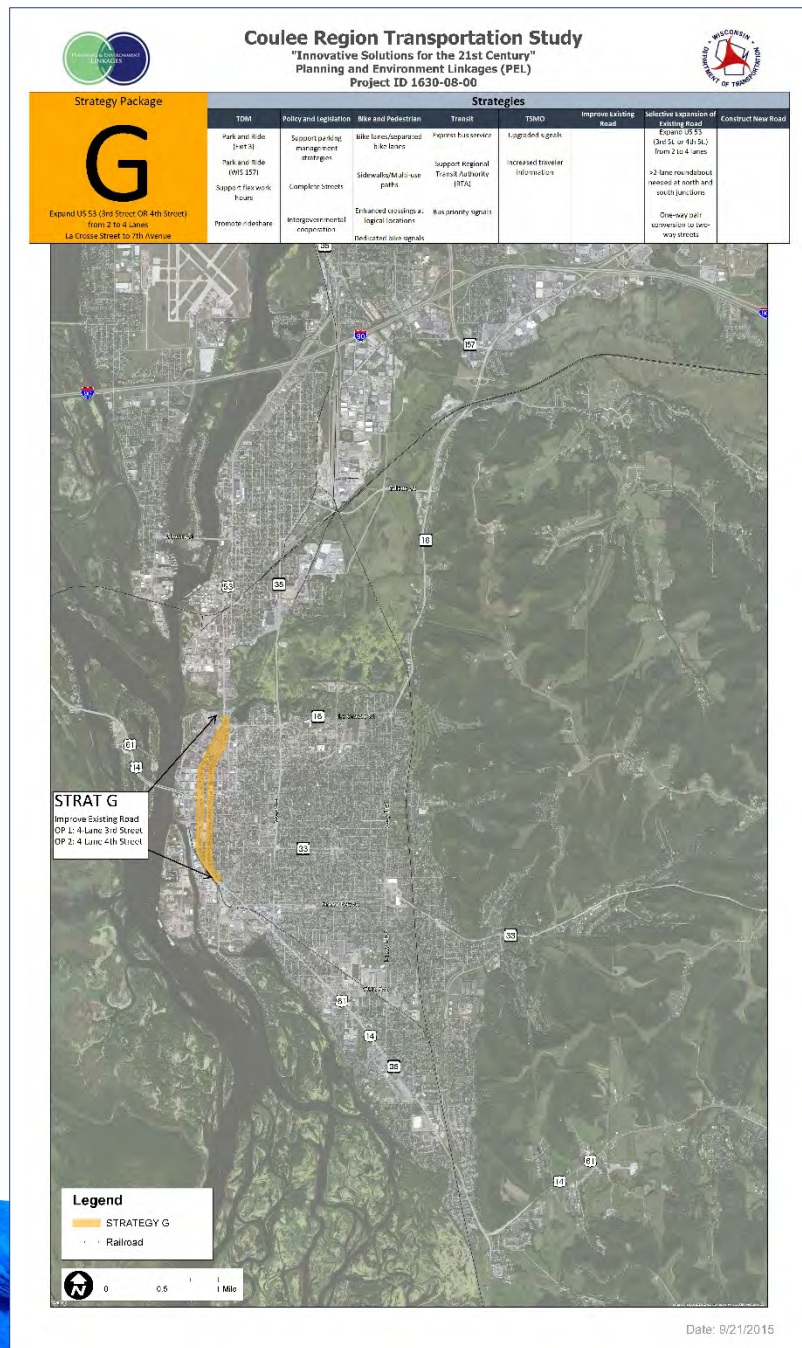 Coulee Region Transportation Study
"Innovative Solutions for the 21st Century"
Planning and Environment Linkages (PEL)
Project ID 1630-08-00
PLANNING & ENVIRONMENT
LINKAGES
WISCONSIN
DEPARTMENT OF TRANSPORTATION
Strategy Package
G
Expand US 53 (3rd Street OR 4th Street)
from 2 to 4 Lanes
La Crosse Street to 7th Avenue
Strategies
TDM
Park and Ride
(Exit 3)
Park and Ride
(WIS 157)
Support flex work
hours
Promote rideshare
Policy and Legislation
Support parking
management
strategies
Complete Streets
Intergovernmental
cooperation
Bike and Pedestrian
Bike lanes/separated
bike lanes
Sidewalks/Multi-use
paths
Enhanced crossings at
logical locations
Dedicated bike signals
Transit
Express bus service
Support Regional
Transit Authority
(RTA)
Bus priority signals
TSMO
Upgraded signals
Increased traveler
information
Improve Existing
Road
Selective Expansion of
Existing Road
Expand US 53
(3rd St. or 4th St.)
from 2 to 4 lanes
>2-lane roundabout
needed at north and
south junctions
One-way pair
conversion to two-
way streets
Construct New Road
35
90
157
90
16
53
35
16
61
14
STRAT G
Improve Existing Road
OP 1: 4-Lane 3rd Street
OP 2: 4 Lane 4th Street
33
33
61
14
35
61
14
Legend
STRATEGY G
Railroad
N
0 0.5 1 Mile
Date: 9/21/2015